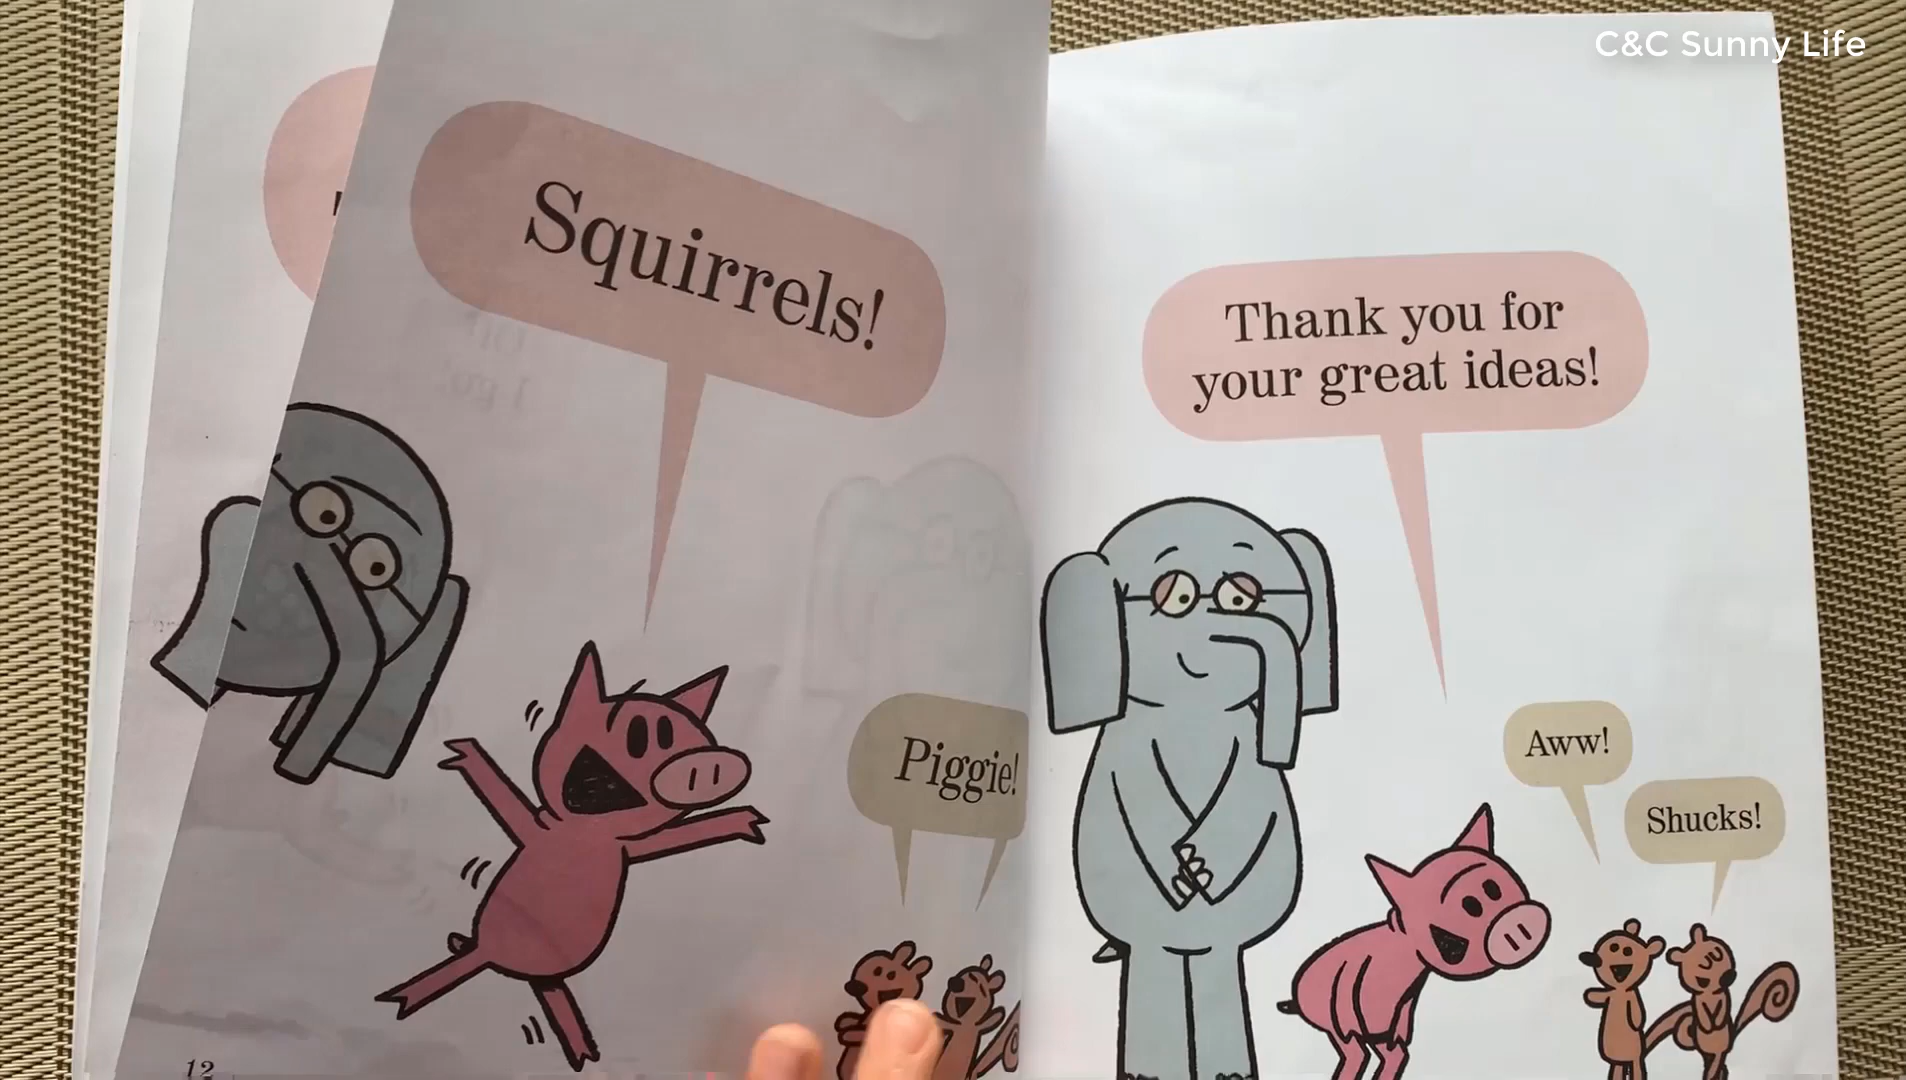 C&C Sunny Life
Squirrels!
Piggie!
12
Thank you for
your great ideas!
Aww!
Shucks!